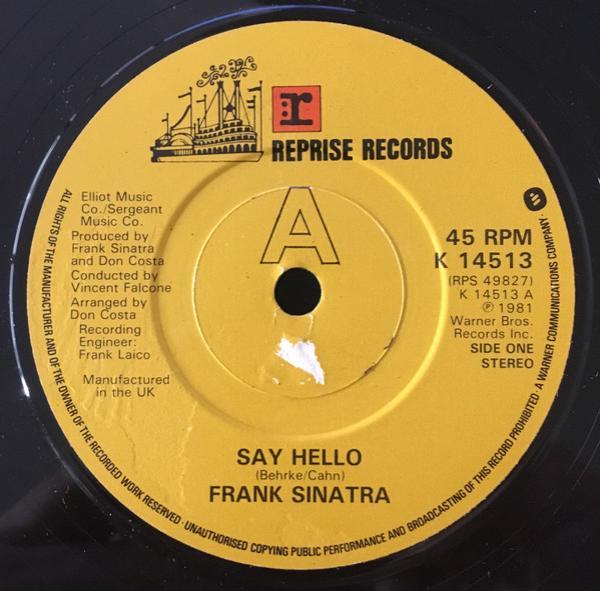 r
REPRISE RECORDS
A
Elliot Music
Co./Sergeant
Music Co.
Produced by
Frank Sinatra
and Don Costa
Conducted by
Vincent Falcone
Arranged by
Don Costa
Recording
Engineer:
Frank Laico
Manufactured
in the UK
45 RPM
K 14513
(RPS 49827)
K 14513 A
℗ 1981
Warner Bros.
Records Inc.
SIDE ONE
STEREO
SAY HELLO
(Behrke/Cahn)
FRANK SINATRA
ALL RIGHTS OF THE MANUFACTURER AND OF THE OWNER OF THE RECORDED WORK RESERVED · UNAUTHORISED COPYING PUBLIC PERFORMANCE AND BROADCASTING OF THIS RECORD PROHIBITED · A WARNER COMMUNICATIONS COMPANY ·